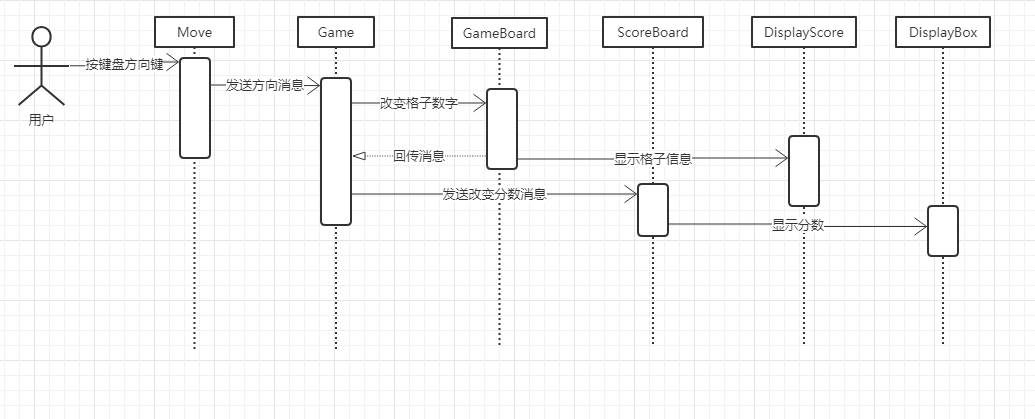 Move
Game
GameBoard
ScoreBoard
DisplayScore
DisplayBox
按键盘方向键
发送方向消息
改变格子数字
用户
回传消息
显示格子信息
发送改变分数消息
显示分数